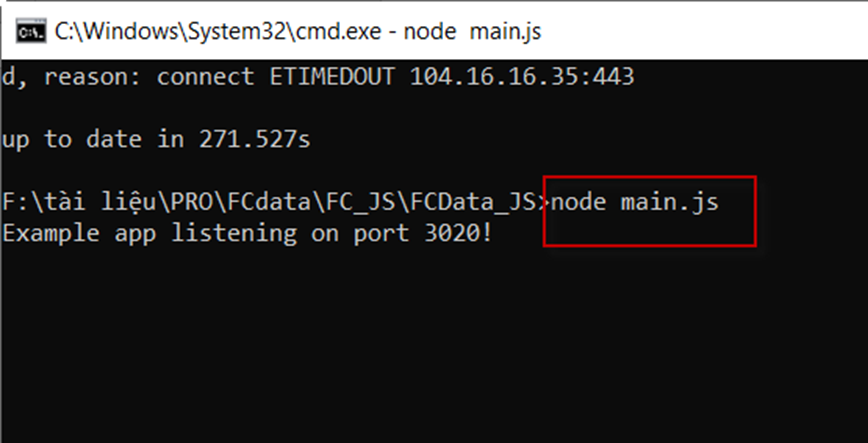 C:\Windows\System32\cmd.exe - node  main.js
d, reason: connect ETIMEDOUT 104.16.16.35:443
up to date in 271.527s
F:\tài liệu\PRO\FCdata\FC_JS\FCData_JS>node main.js
Example app listening on port 3020!